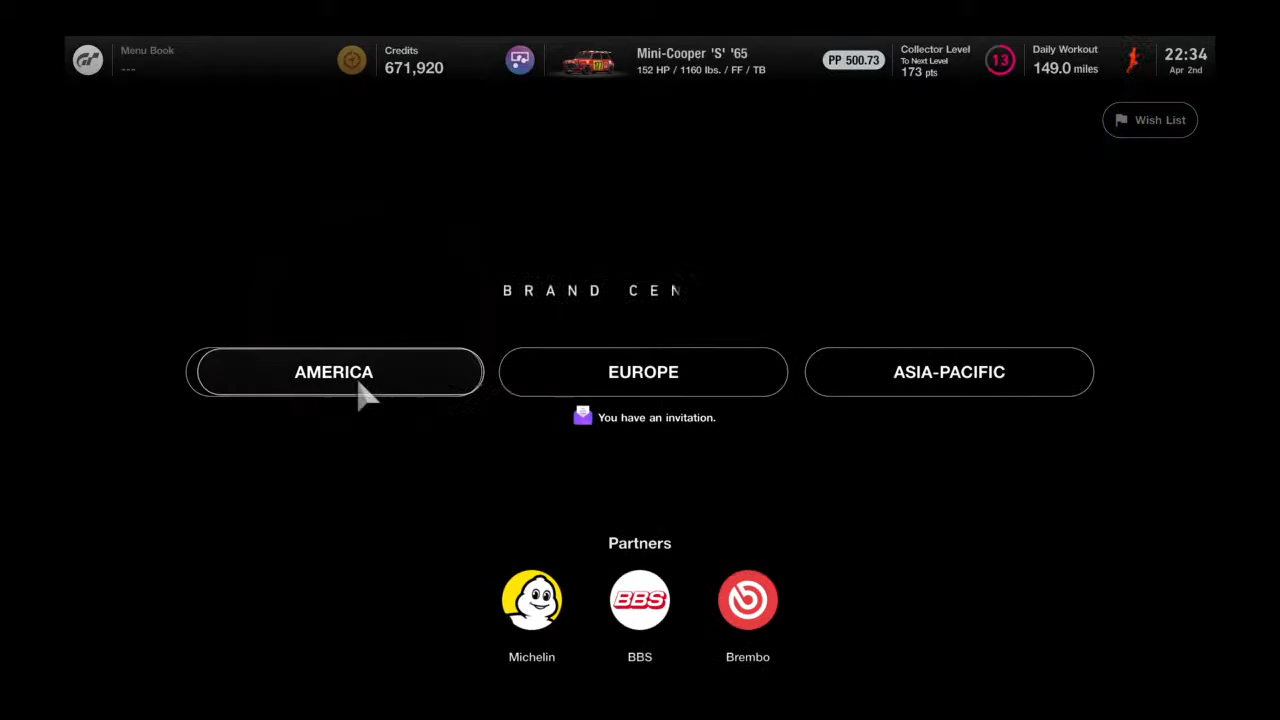 Menu Book
---
Credits
671,920
Mini-Cooper 'S' '65
152 HP / 1160 lbs. / FF / TB
PP 500.73
Collector Level
To Next Level
173 pts
13
Daily Workout
149.0 miles
22:34
Apr 2nd
Wish List
BRAND CEN
AMERICA
EUROPE
ASIA-PACIFIC
You have an invitation.
Partners
BBS
Michelin
BBS
Brembo